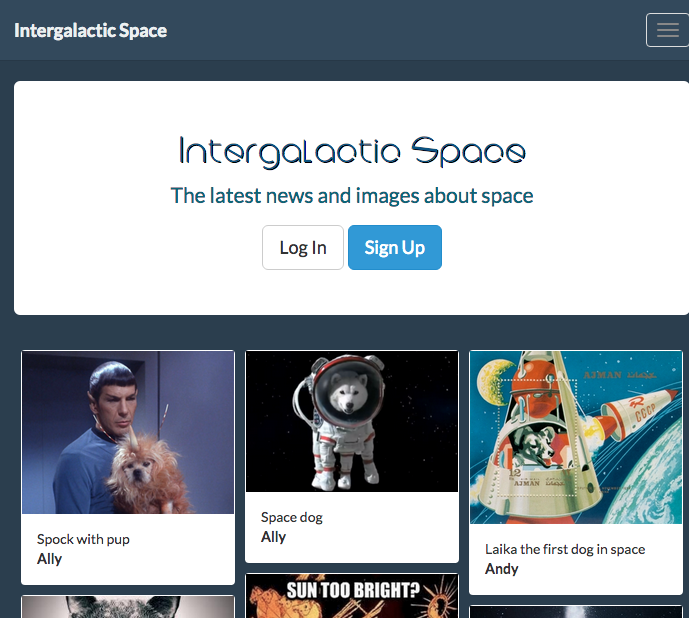 Intergalactic Space
Intergalactic Space
The latest news and images about space
Log In
Sign Up
Spock with pup
Ally
Space dog
Ally
AJMAN
CCCP
AJMAN
Laika the first dog in space
Andy
SUN TOO BRIGHT?